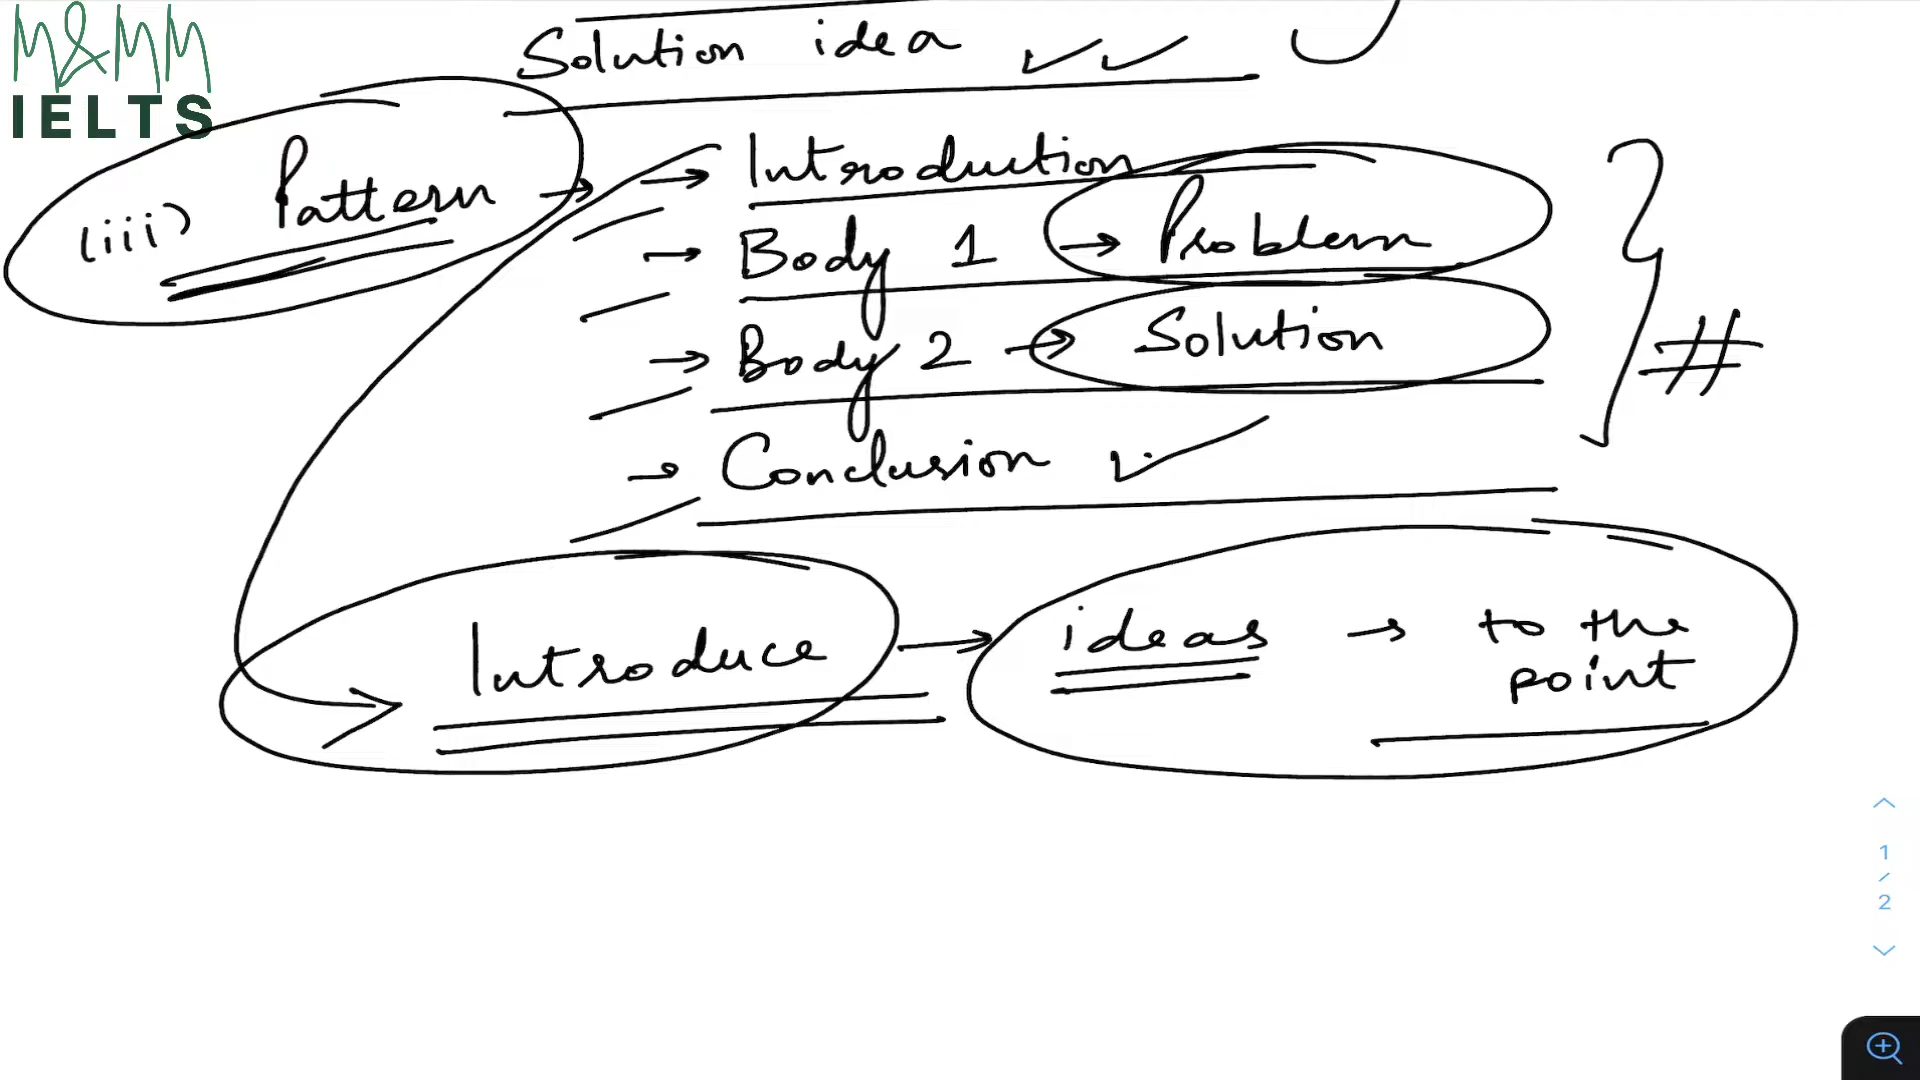 M&MM
IELTS
Solution idea
(iii) Pattern → → Introduction
→ Body 1 → Problem
→ Body 2 → Solution
→ Conclusion ✓
#
Introduce → ideas → to the
point
1
/
2